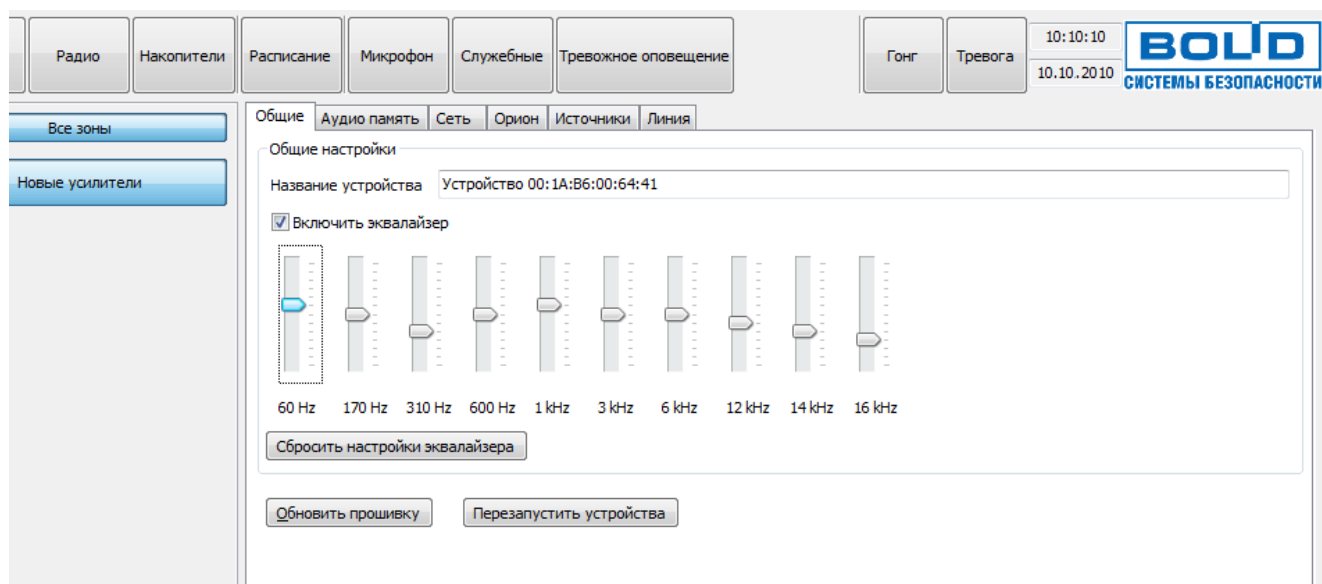 Радио Накопители Расписание Микрофон Служебные Тревожное оповещение Гонг Тревога 10:10:10
10.10.2010
BOLID
СИСТЕМЫ БЕЗОПАСНОСТИ
Все зоны
Новые усилители
Общие Аудио память Сеть Орион Источники Линия
Общие настройки
Название устройства Устройство 00:1A:B6:00:64:41
Включить эквалайзер
60 Hz 170 Hz 310 Hz 600 Hz 1 kHz 3 kHz 6 kHz 12 kHz 14 kHz 16 kHz
Сбросить настройки эквалайзера
Обновить прошивку Перезапустить устройства